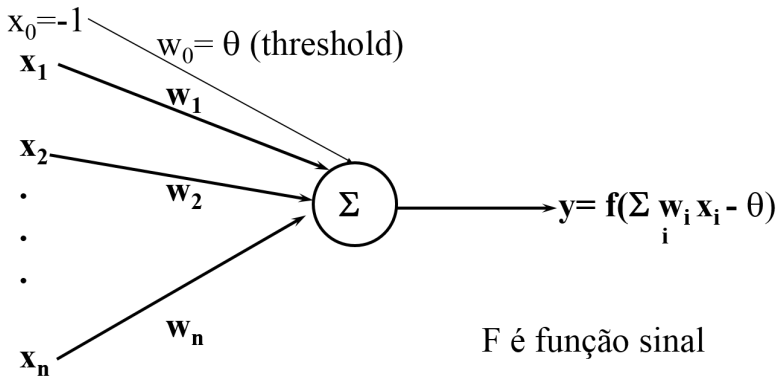 x0=-1
w0= θ (threshold)
x1
w1
x2
w2
.
.
.
Σ
y= f(Σ wi xi - θ)
i
wn
xn
F é função sinal